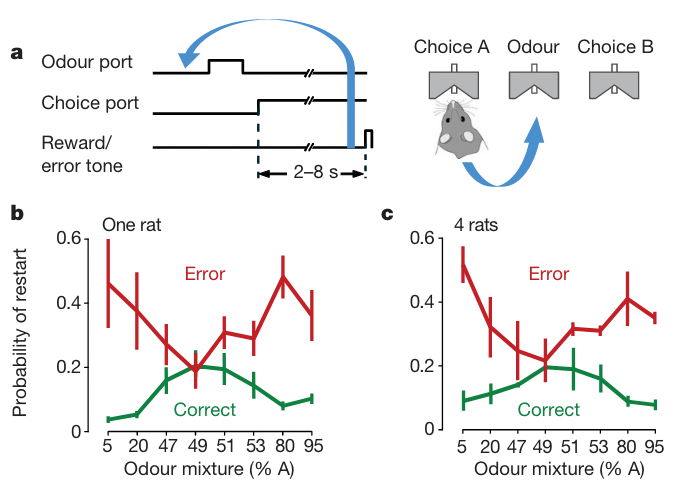 a
Odour port
Choice port
Reward/
error tone
2–8 s
Choice A Odour Choice B
b
One rat
Probability of restart
0.6
0.4
0.2
0
Error
Correct
5 20 47 49 51 53 80 95
Odour mixture (% A)
c
4 rats
0.6
0.4
0.2
0
Error
Correct
5 20 47 49 51 53 80 95
Odour mixture (% A)